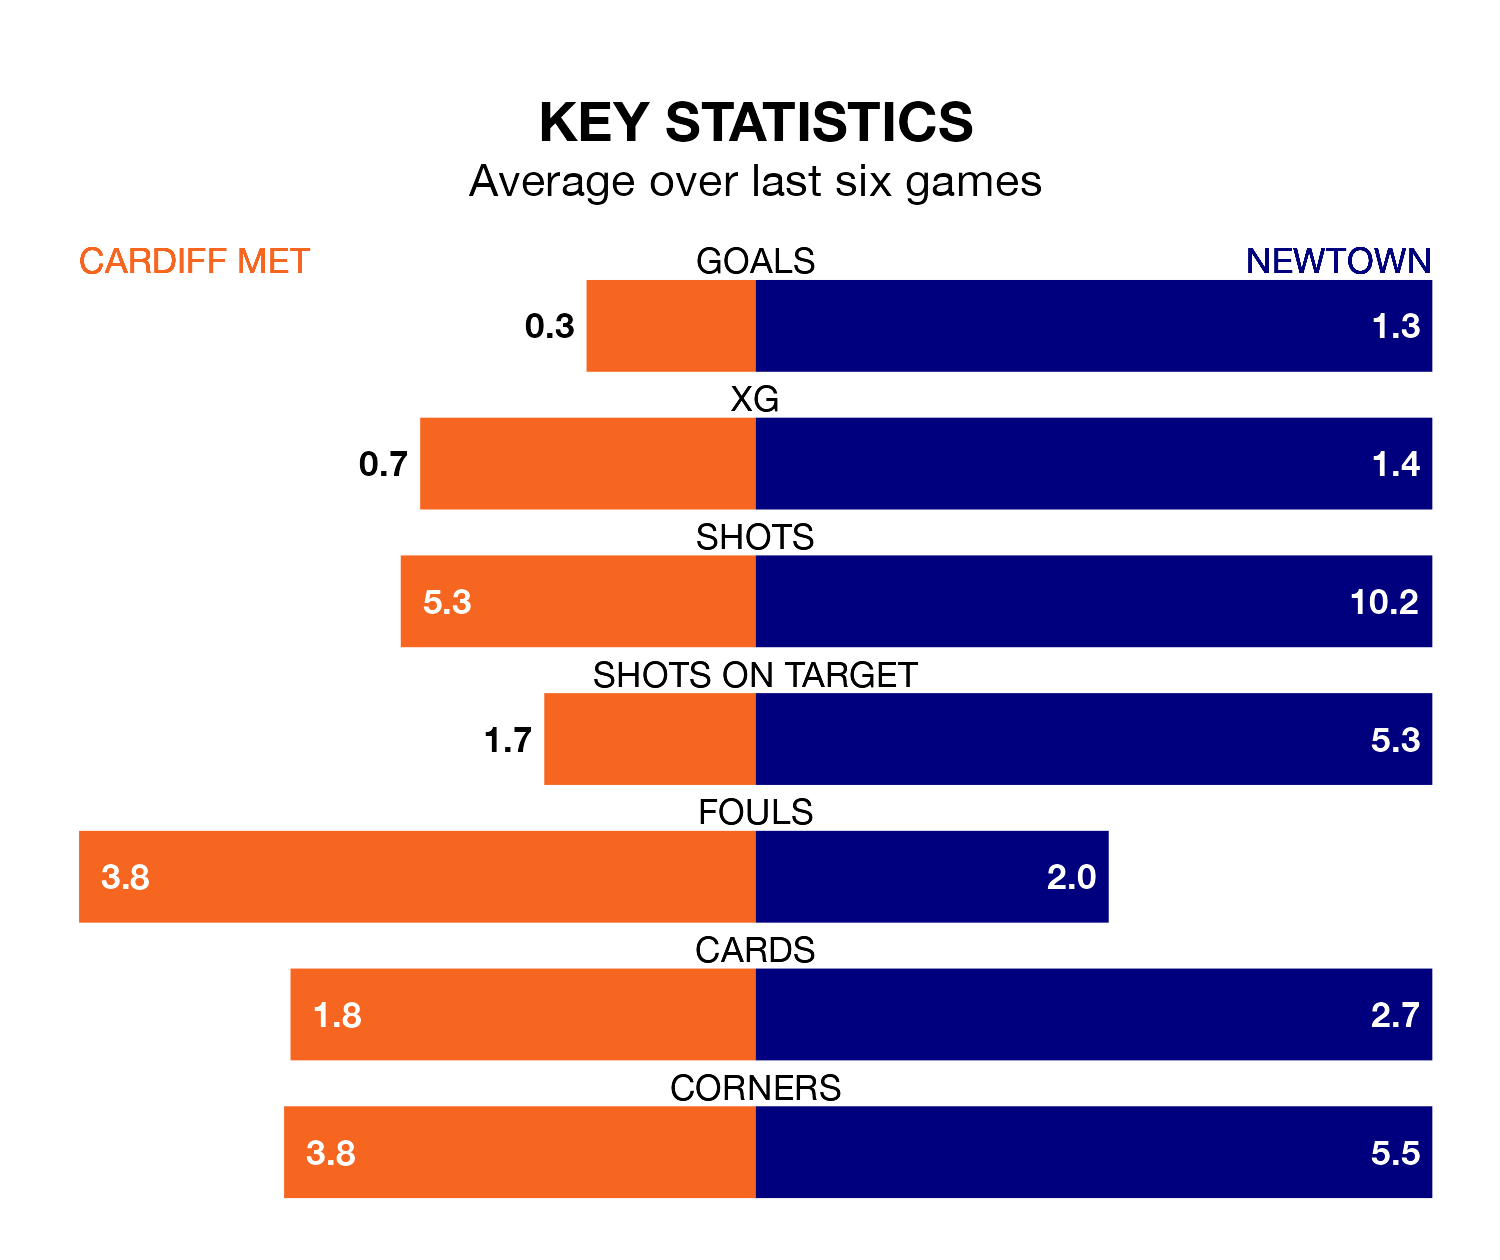 KEY STATISTICS
Average over last six games
CARDIFF MET GOALS NEWTOWN
0.3 1.3
XG
0.7 1.4
SHOTS
5.3 10.2
SHOTS ON TARGET
1.7 5.3
FOULS
3.8 2.0
CARDS
1.8 2.7
CORNERS
3.8 5.5